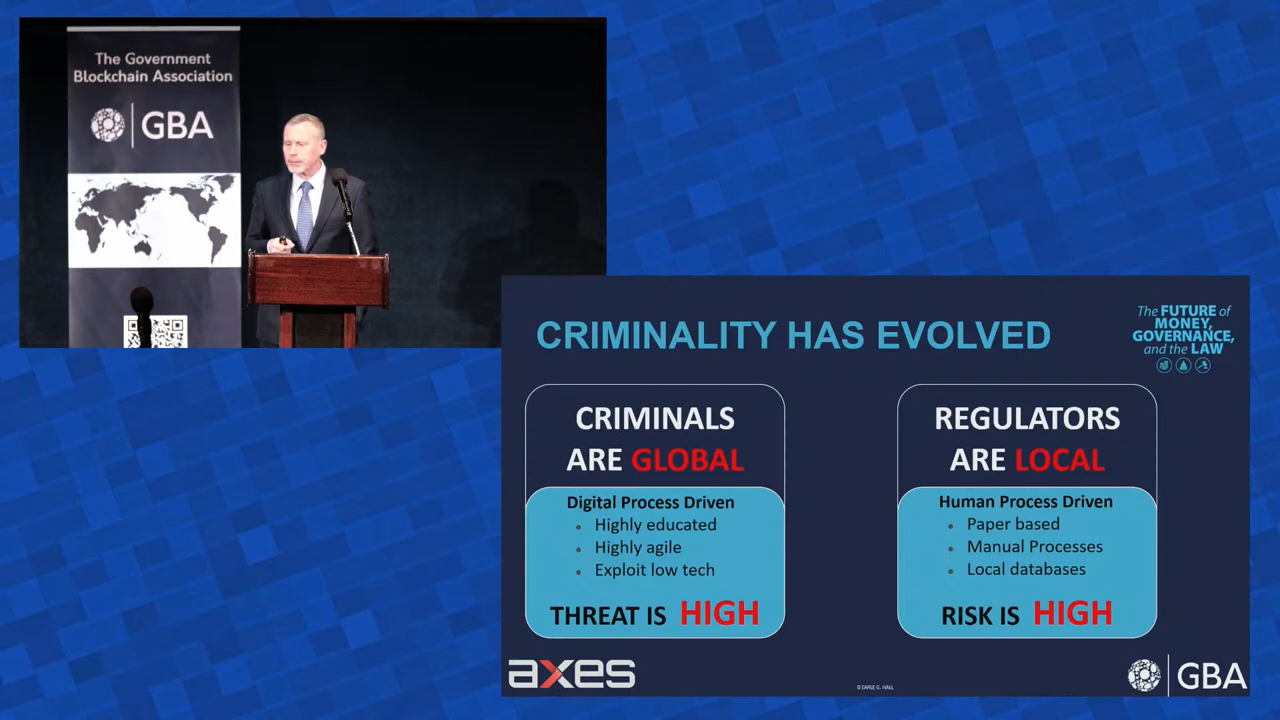 The Government
Blockchain Association
GBA
CRIMINALITY HAS EVOLVED
The FUTURE of
MONEY,
GOVERNANCE,
and the LAW
CRIMINALS
ARE GLOBAL
Digital Process Driven
• Highly educated
• Highly agile
• Exploit low tech
THREAT IS HIGH
REGULATORS
ARE LOCAL
Human Process Driven
• Paper based
• Manual Processes
• Local databases
RISK IS HIGH
axes
© EARLE G. HALL
GBA